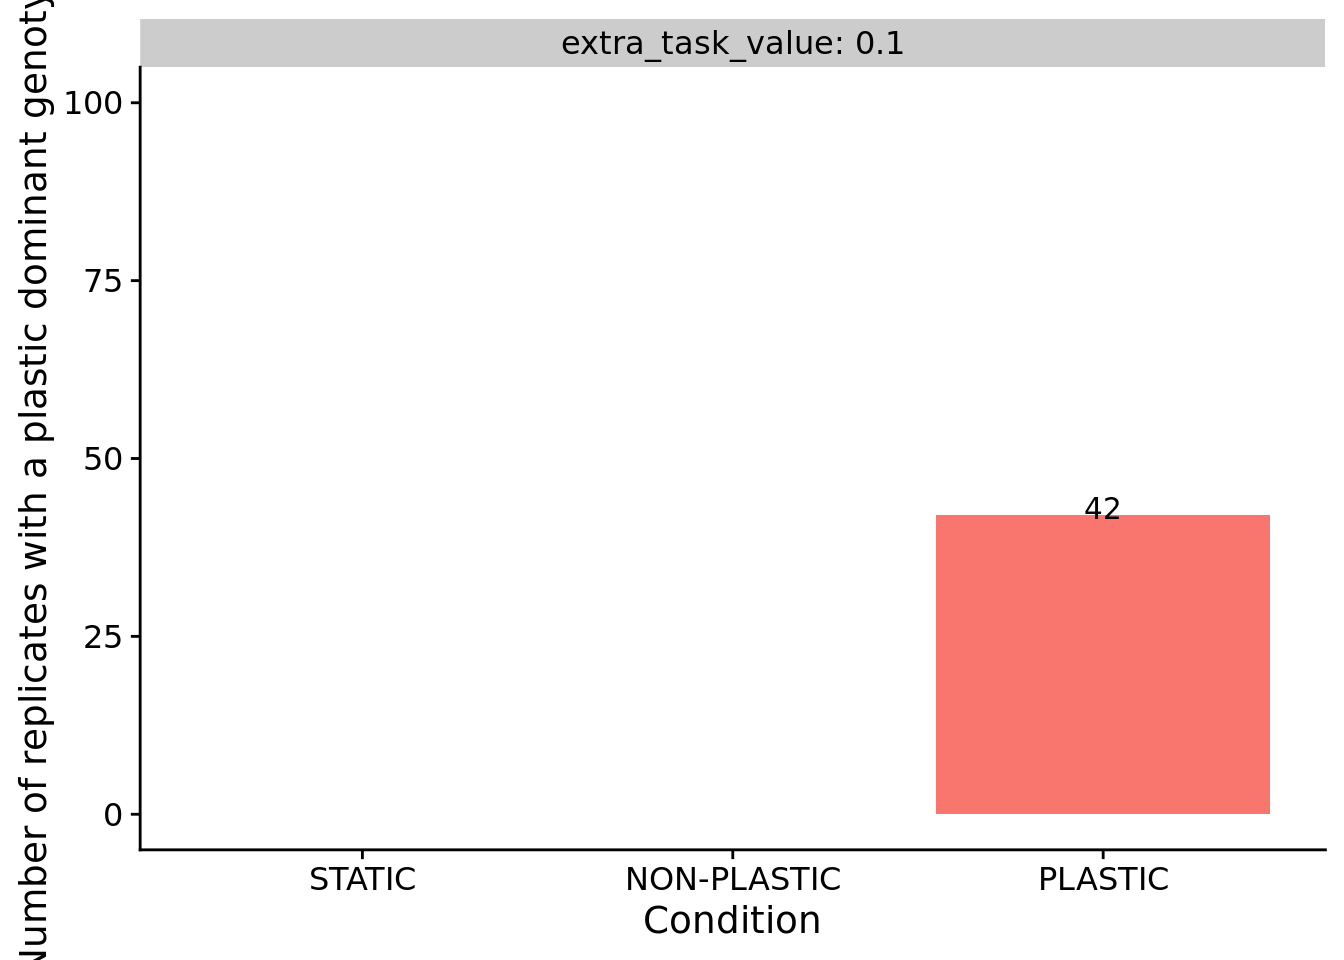 extra_task_value: 0.1
Number of replicates with a plastic dominant genoty
100
75
50
25
0
42
STATIC NON-PLASTIC PLASTIC
Condition